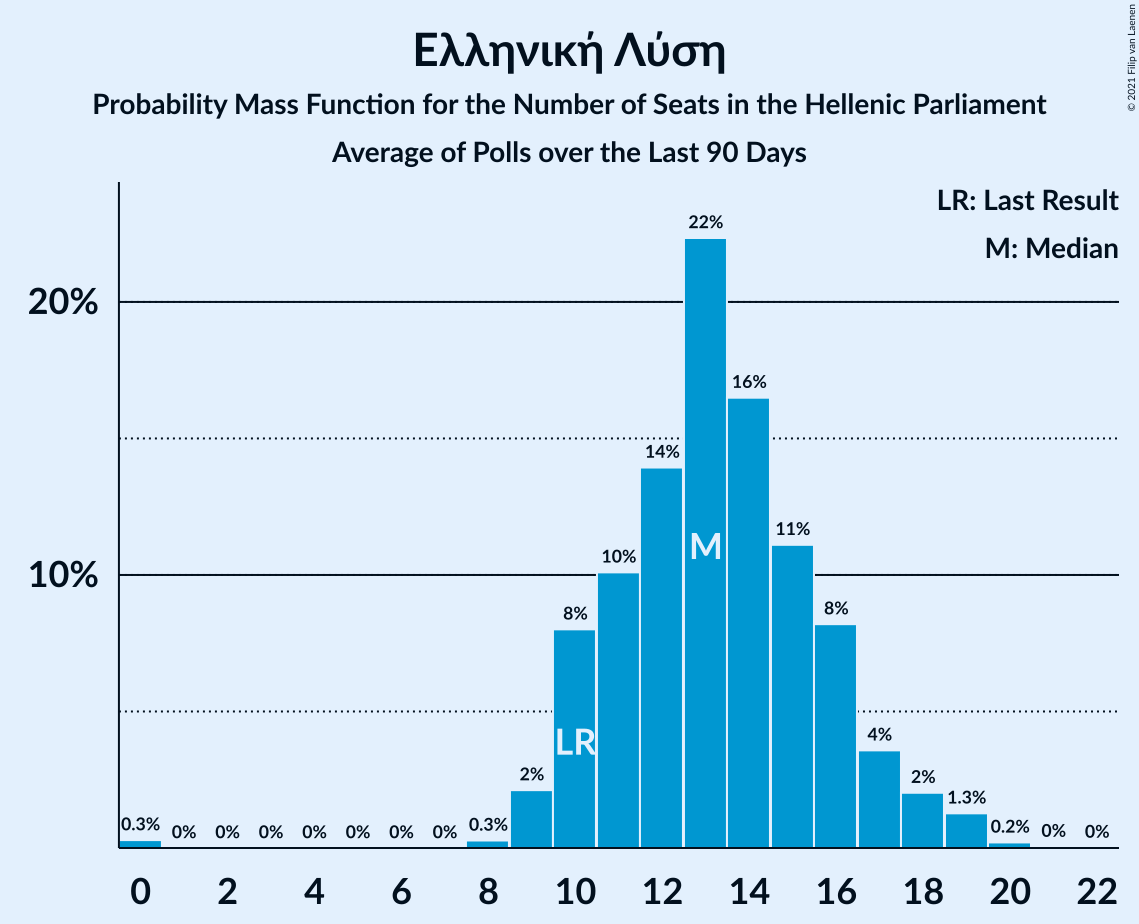 Ελληνική Λύση
Probability Mass Function for the Number of Seats in the Hellenic Parliament
Average of Polls over the Last 90 Days
© 2021 Filip van Laenen
LR: Last Result
M: Median
20%
10%
0.3%
0%
0%
0%
0%
0%
0%
0%
0.3%
2%
8%
10%
14%
22%
16%
11%
8%
4%
2%
1.3%
0.2%
0%
0%
LR
M
0 2 4 6 8 10 12 14 16 18 20 22